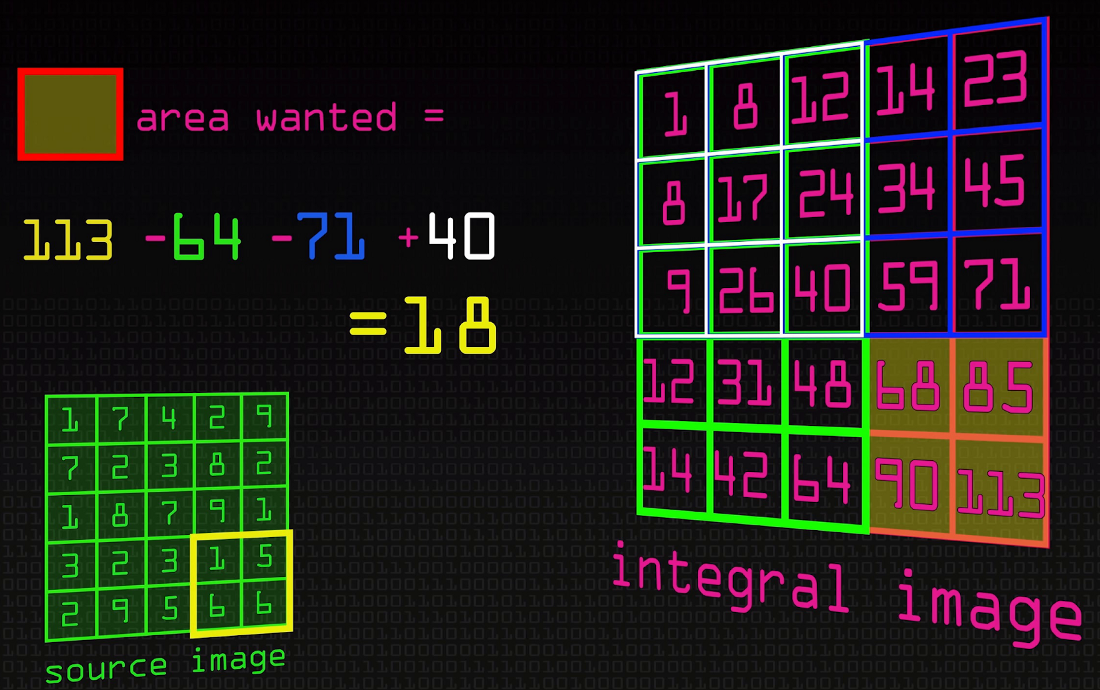 area wanted =
113 -64 -71 +40
=18
1 7 4 2 9
7 2 3 8 2
1 8 7 9 1
3 2 3 1 5
2 9 5 6 6
source image
1 8 12 14 23
8 17 24 34 45
9 26 40 59 71
12 31 48 68 85
14 42 64 90 113
integral image